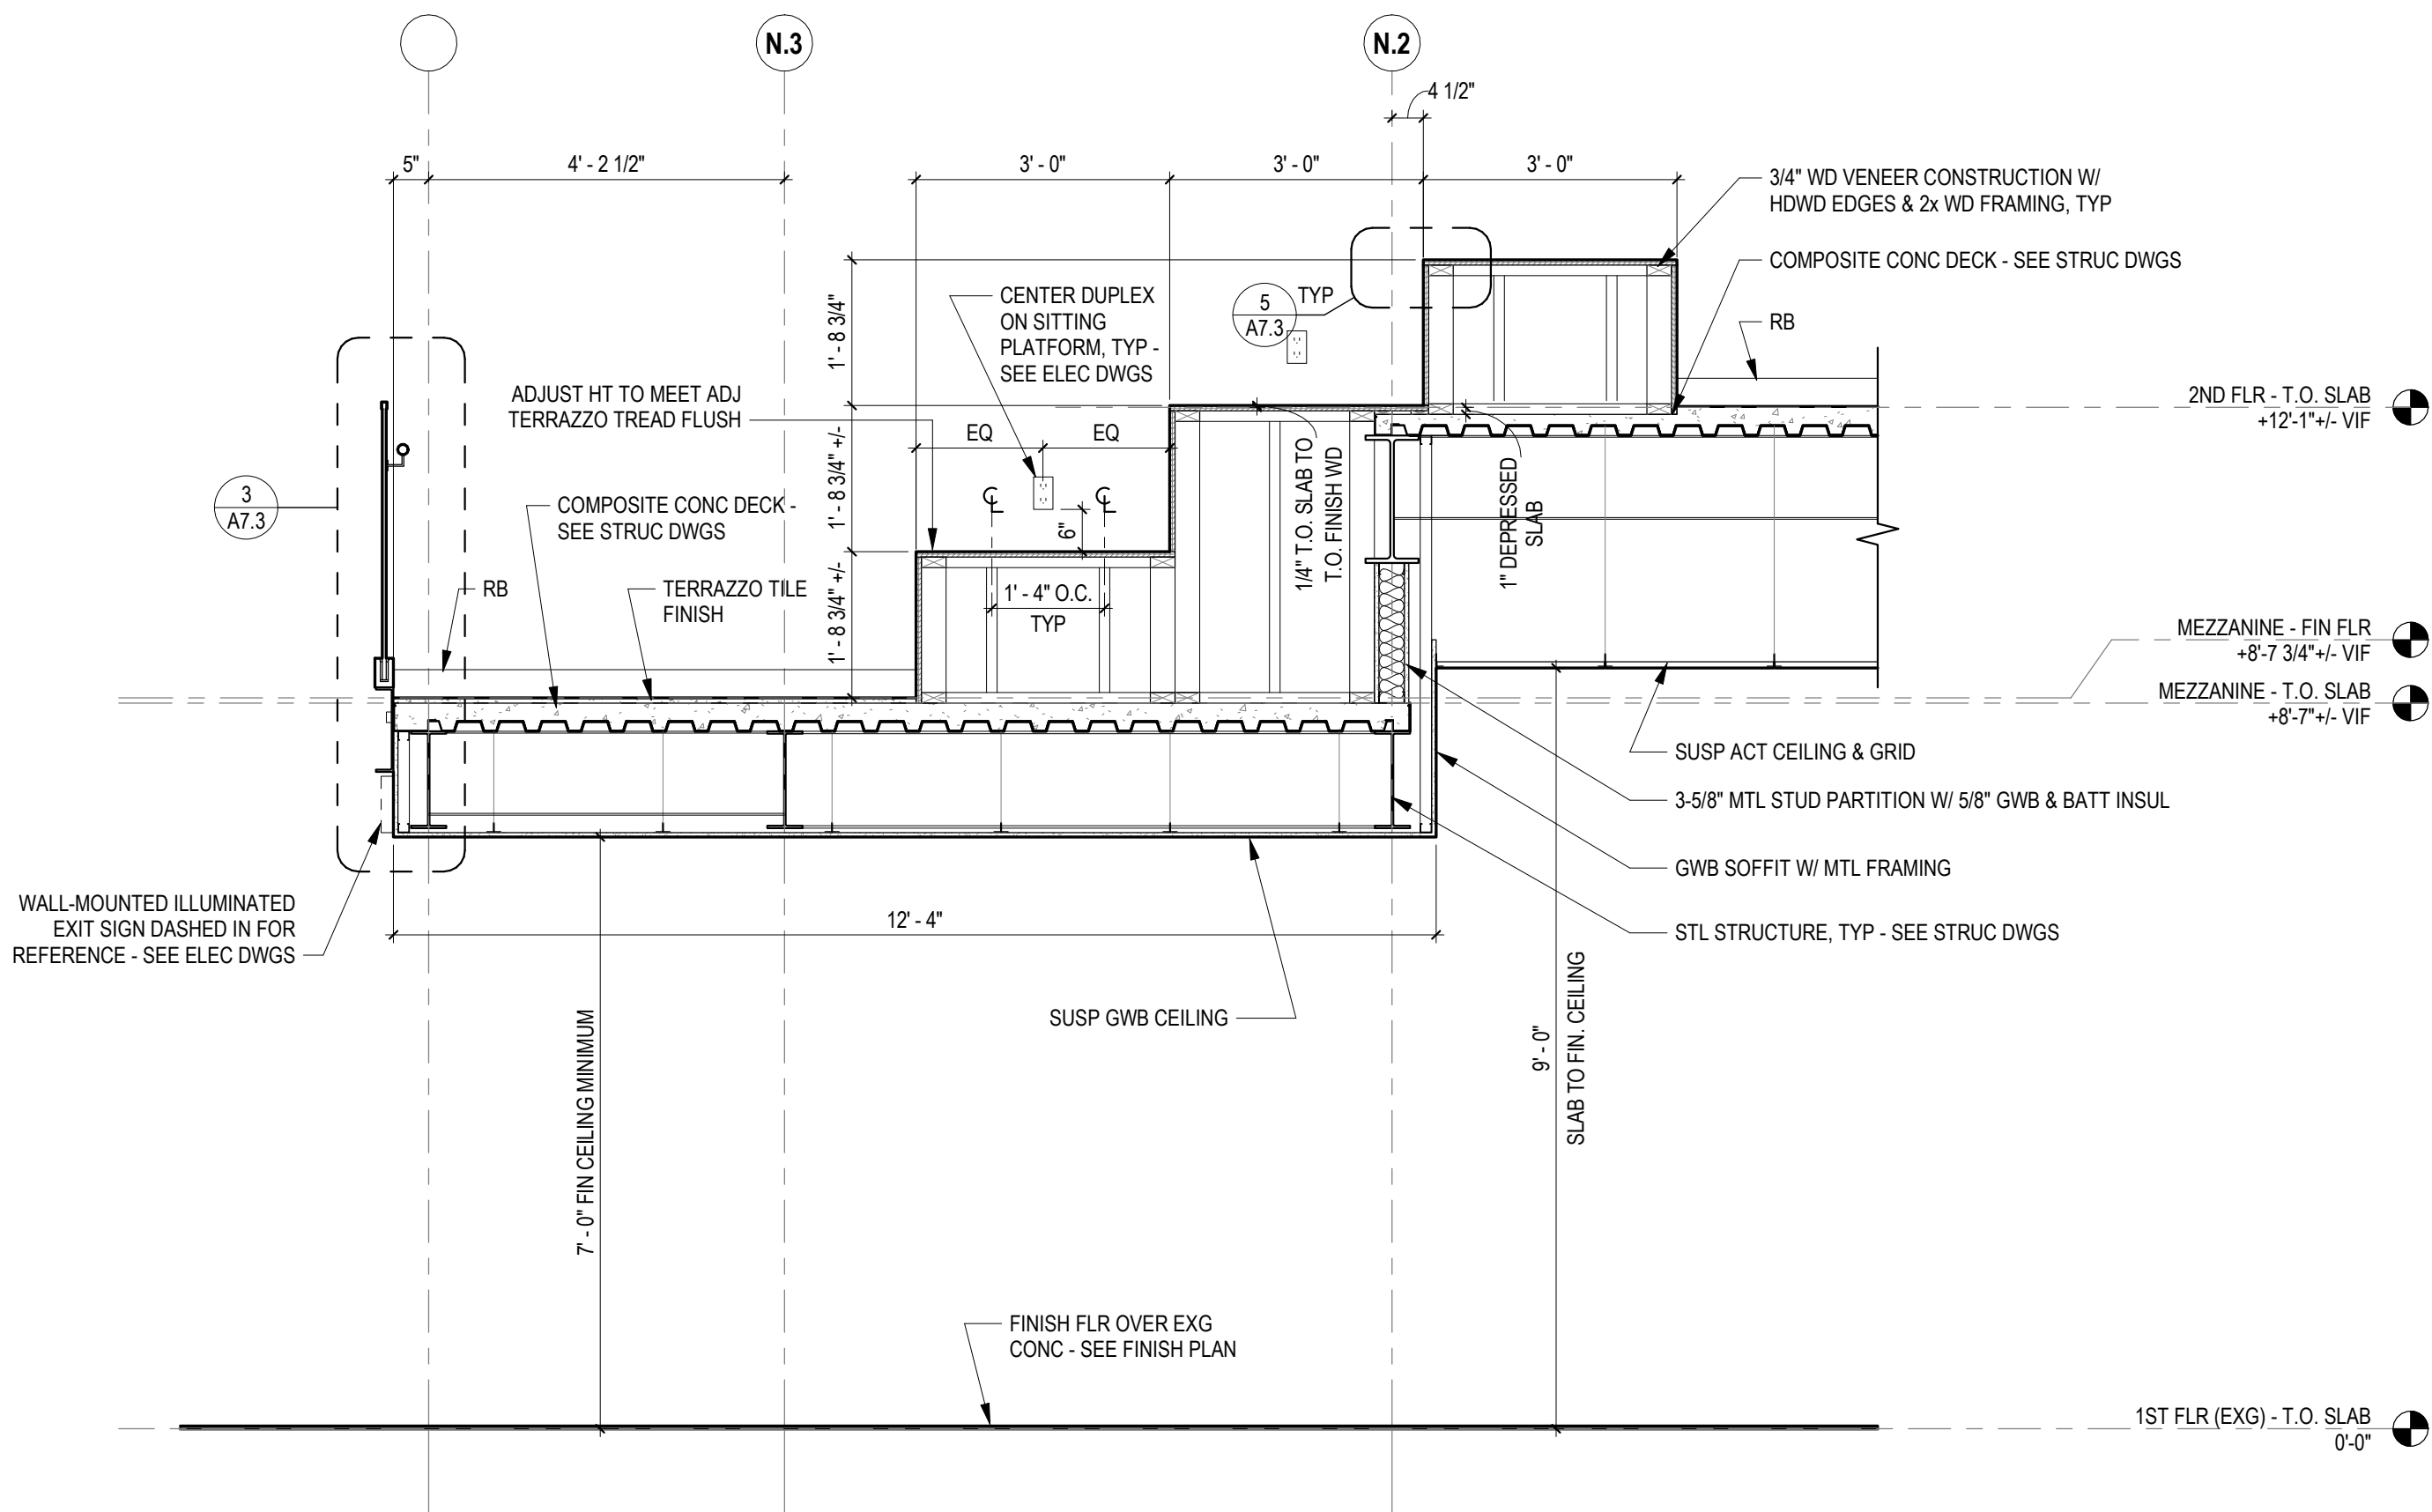 N.3
N.2
4 1/2"
5"
4' - 2 1/2"
3' - 0"
3' - 0"
3' - 0"
3/4" WD VENEER CONSTRUCTION W/
HDWD EDGES & 2x WD FRAMING, TYP
COMPOSITE CONC DECK - SEE STRUC DWGS
RB
5
A7.3
TYP
CENTER DUPLEX
ON SITTING
PLATFORM, TYP -
SEE ELEC DWGS
1' - 8 3/4"
1' - 8 3/4" +/-
1' - 8 3/4" +/-
ADJUST HT TO MEET ADJ
TERRAZZO TREAD FLUSH
EQ
EQ
6"
1' - 4" O.C.
TYP
1/4" T.O. SLAB TO
T.O. FINISH WD
1" DEPRESSED
SLAB
3
A7.3
COMPOSITE CONC DECK -
SEE STRUC DWGS
RB
TERRAZZO TILE
FINISH
2ND FLR - T.O. SLAB
+12'-1"+/- VIF
MEZZANINE - FIN FLR
+8'-7 3/4"+/- VIF
MEZZANINE - T.O. SLAB
+8'-7"+/- VIF
SUSP ACT CEILING & GRID
3-5/8" MTL STUD PARTITION W/ 5/8" GWB & BATT INSUL
GWB SOFFIT W/ MTL FRAMING
STL STRUCTURE, TYP - SEE STRUC DWGS
WALL-MOUNTED ILLUMINATED
EXIT SIGN DASHED IN FOR
REFERENCE - SEE ELEC DWGS
12' - 4"
SUSP GWB CEILING
7' - 0" FIN CEILING MINIMUM
9' - 0"
SLAB TO FIN. CEILING
FINISH FLR OVER EXG
CONC - SEE FINISH PLAN
1ST FLR (EXG) - T.O. SLAB
0'-0"